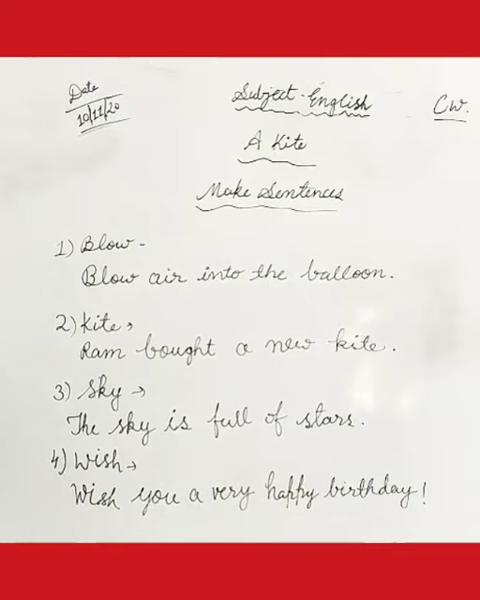 Date
10/11/20
Subject - English
C.W.
A Kite
Make Sentences
1) Blow -
Blow air into the balloon.
2) Kite →
Ram bought a new kite.
3) Sky →
The sky is full of stars.
4) Wish →
Wish you a very happy birthday!